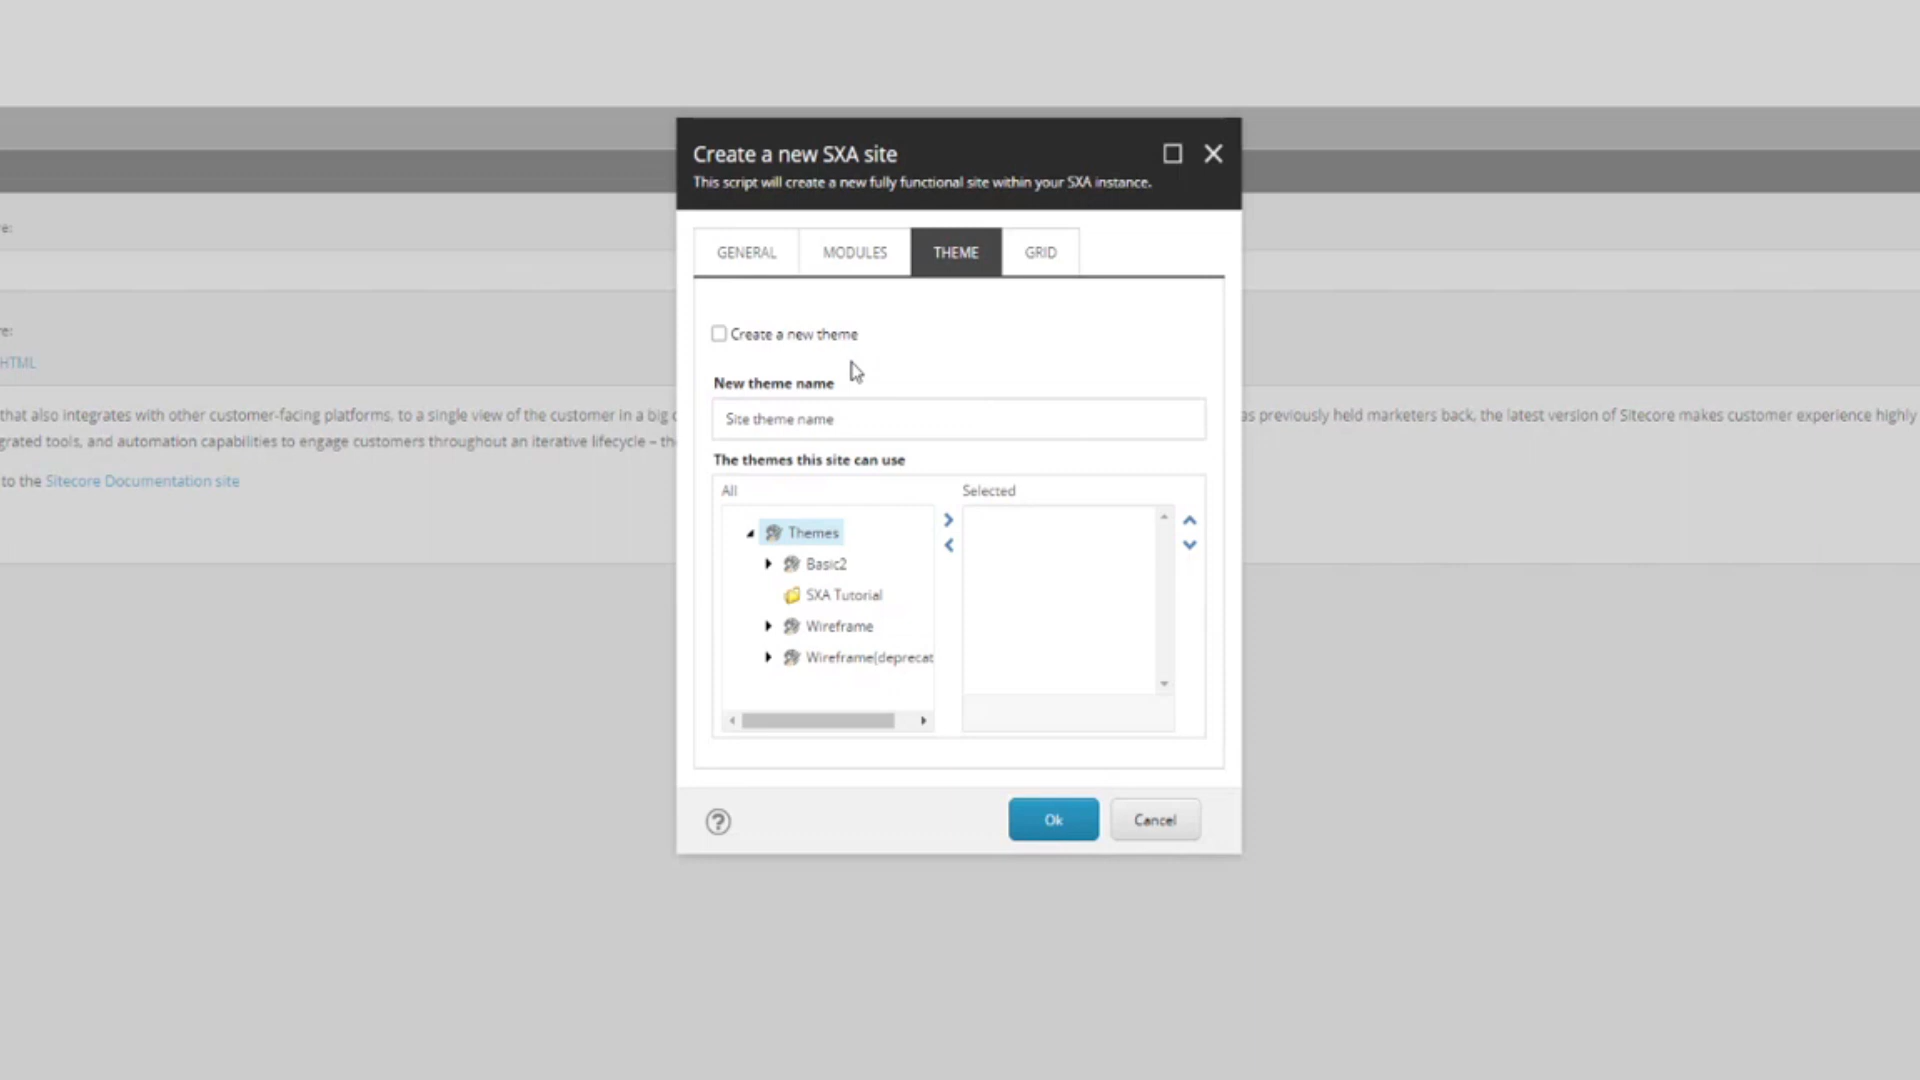 Create a new SXA site
This script will create a new fully functional site within your SXA instance.
GENERAL
MODULES
THEME
GRID
re:
re:
HTML
Create a new theme
New theme name
Site theme name
that also integrates with other customer-facing platforms, to a single view of the customer in a big
as previously held marketers back, the latest version of Sitecore makes customer experience highly
grated tools, and automation capabilities to engage customers throughout an iterative lifecycle –
to the Sitecore Documentation site
The themes this site can use
All
Selected
Themes
Basic2
SXA Tutorial
Wireframe
Wireframe(deprecat
?
Ok
Cancel